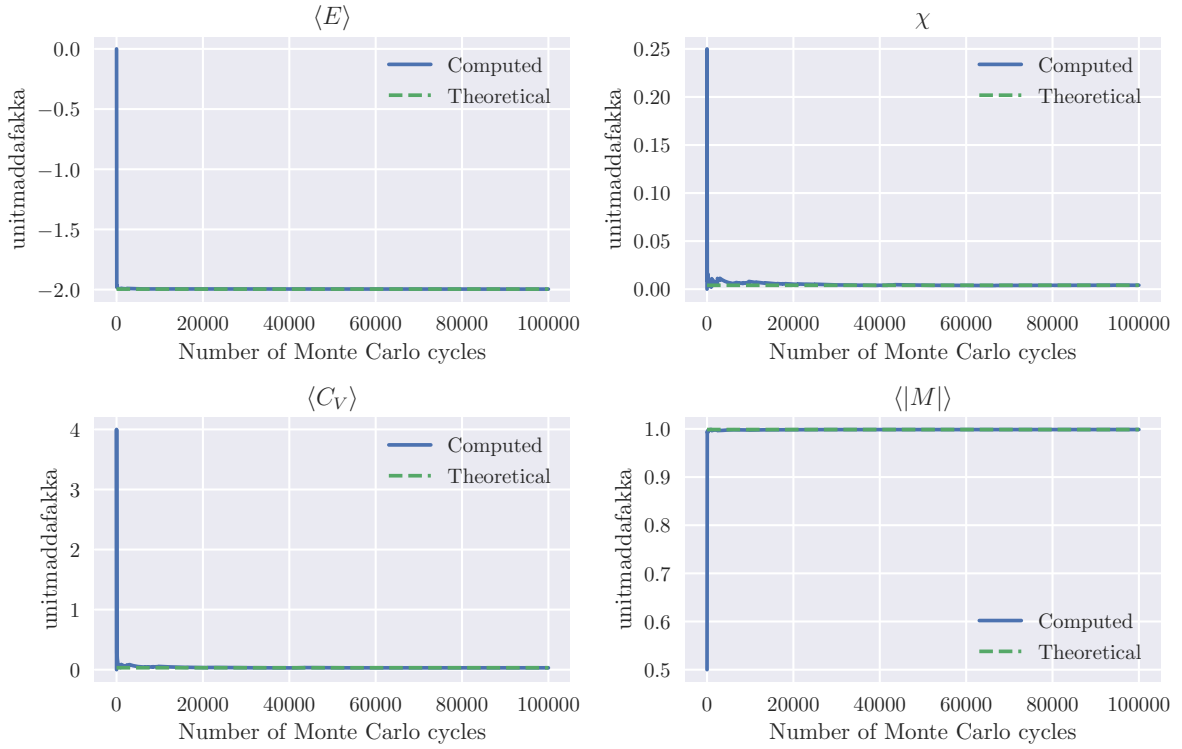 ⟨E⟩
unitmaddafakka
0.0
−0.5
−1.0
−1.5
−2.0
Computed
Theoretical
0 20000 40000 60000 80000 100000
Number of Monte Carlo cycles
χ
unitmaddafakka
0.25
0.20
0.15
0.10
0.05
0.00
Computed
Theoretical
0 20000 40000 60000 80000 100000
Number of Monte Carlo cycles
⟨C_V⟩
unitmaddafakka
4
3
2
1
0
Computed
Theoretical
0 20000 40000 60000 80000 100000
Number of Monte Carlo cycles
⟨|M|⟩
unitmaddafakka
1.0
0.9
0.8
0.7
0.6
0.5
Computed
Theoretical
0 20000 40000 60000 80000 100000
Number of Monte Carlo cycles